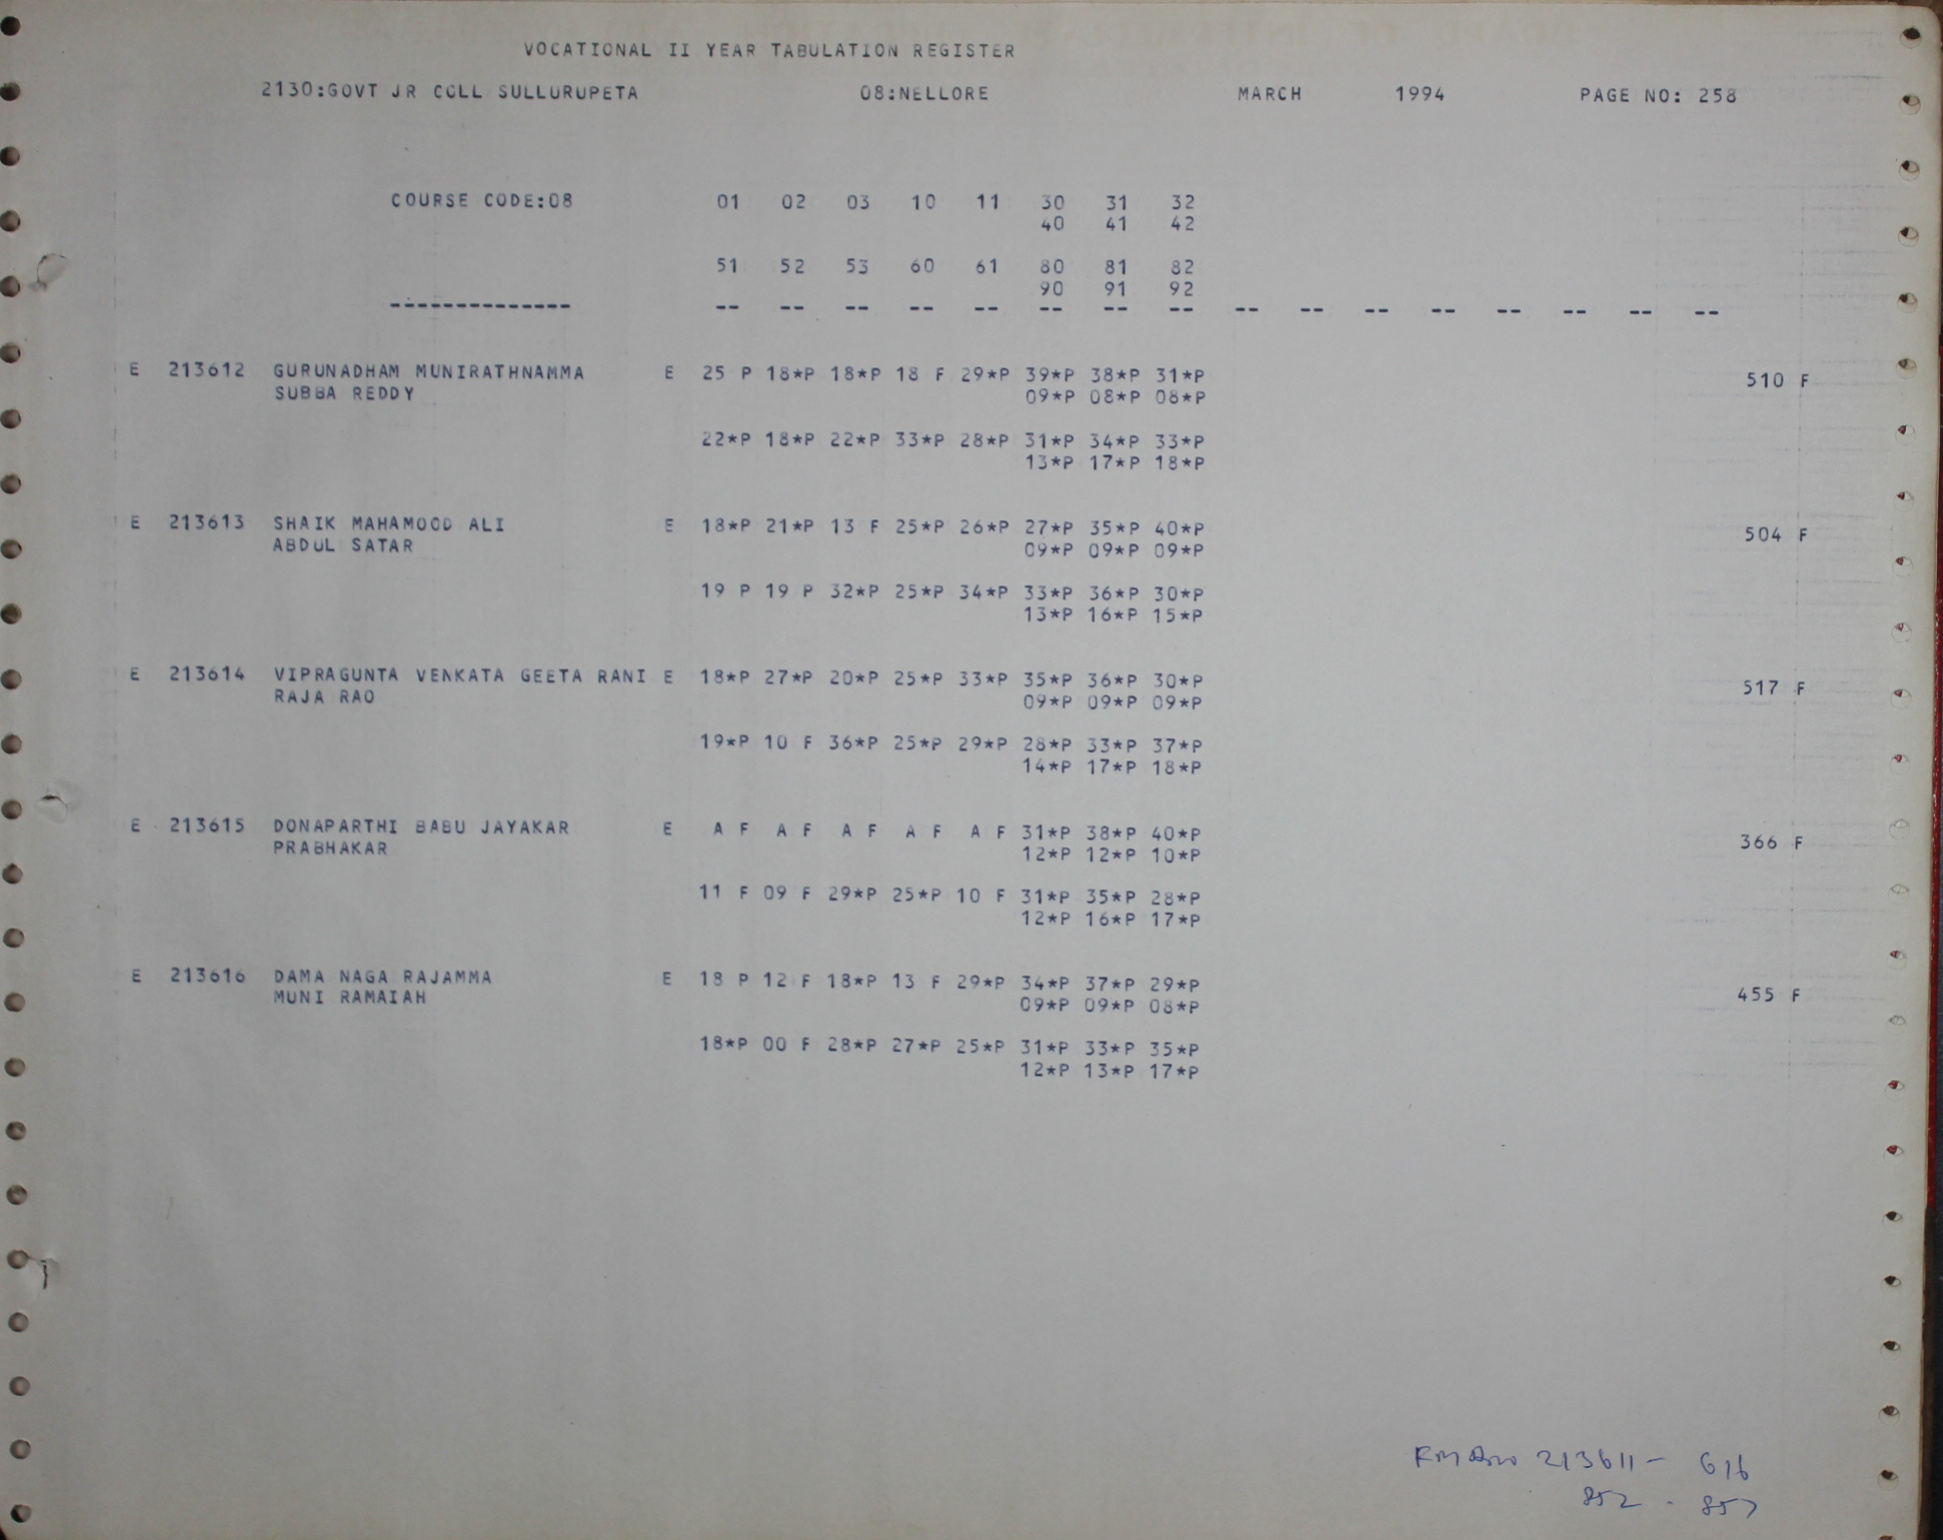 VOCATIONAL II YEAR TABULATION REGISTER
2130:GOVT JR COLL SULLURUPETA 08:NELLORE MARCH 1994 PAGE NO: 258
COURSE CODE:08 01 02 03 10 11 30 31 32
40 41 42
51 52 53 60 61 80 81 82
90 91 92
-------------- -- -- -- -- -- -- -- -- -- -- -- -- -- -- -- --
E 213612 GURUNADHAM MUNIRATHNAMMA E 25 P 18*P 18*P 18 F 29*P 39*P 38*P 31*P 510 F
SUBBA REDDY 09*P 08*P 08*P
22*P 18*P 22*P 33*P 28*P 31*P 34*P 33*P
13*P 17*P 18*P
E 213613 SHAIK MAHAMOOD ALI E 18*P 21*P 13 F 25*P 26*P 27*P 35*P 40*P 504 F
ABDUL SATAR 09*P 09*P 09*P
19 P 19 P 32*P 25*P 34*P 33*P 36*P 30*P
13*P 16*P 15*P
E 213614 VIPRAGUNTA VENKATA GEETA RANI E 18*P 27*P 20*P 25*P 33*P 35*P 36*P 30*P 517 F
RAJA RAO 09*P 09*P 09*P
19*P 10 F 36*P 25*P 29*P 28*P 33*P 37*P
14*P 17*P 18*P
E 213615 DONAPARTHI BABU JAYAKAR E A F A F A F A F A F 31*P 38*P 40*P 366 F
PRABHAKAR 12*P 12*P 10*P
11 F 09 F 29*P 25*P 10 F 31*P 35*P 28*P
12*P 16*P 17*P
E 213616 DAMA NAGA RAJAMMA E 18 P 12 F 18*P 13 F 29*P 34*P 37*P 29*P 455 F
MUNI RAMAIAH 09*P 09*P 08*P
18*P 00 F 28*P 27*P 25*P 31*P 33*P 35*P
12*P 13*P 17*P
213611 - 616
852 - 857